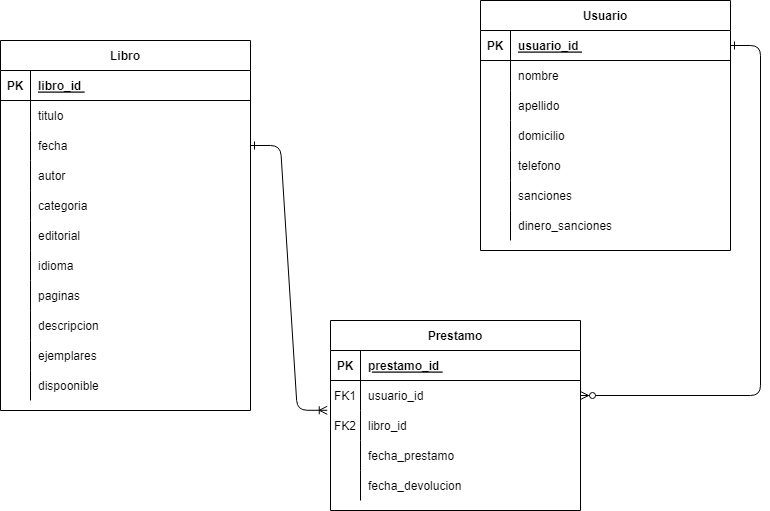 Libro
PK libro_id
titulo
fecha
autor
categoria
editorial
idioma
paginas
descripcion
ejemplares
dispoonible
Usuario
PK usuario_id
nombre
apellido
domicilio
telefono
sanciones
dinero_sanciones
Prestamo
PK prestamo_id
FK1 usuario_id
FK2 libro_id
fecha_prestamo
fecha_devolucion